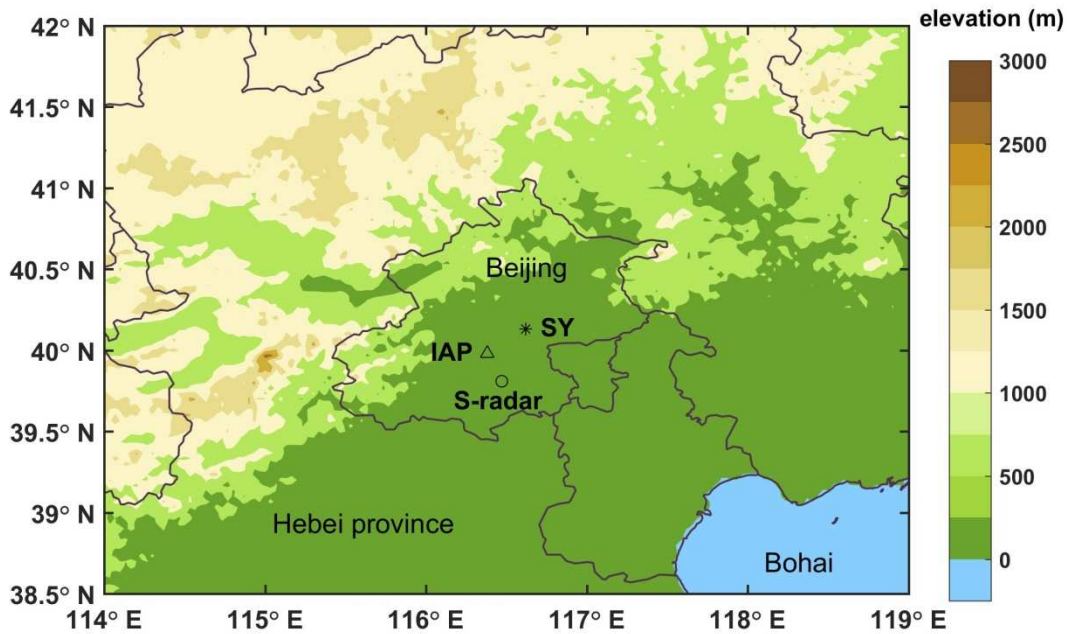 elevation (m)
42° N
41.5° N
41° N
40.5° N
40° N
39.5° N
39° N
38.5° N
114° E
115° E
116° E
117° E
118° E
119° E
Beijing
SY
IAP
S-radar
Hebei province
Bohai
3000
2500
2000
1500
1000
500
0